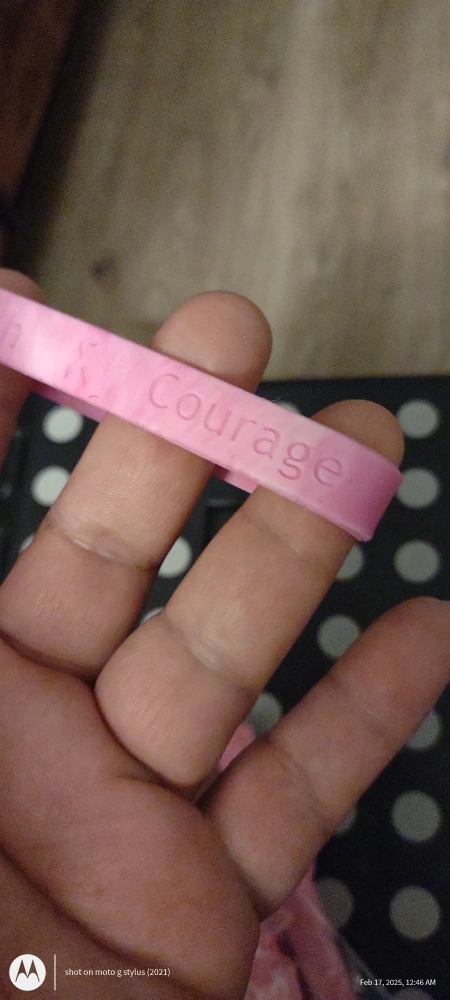 h & Courage
shot on moto g stylus (2021)
Feb 17, 2025, 12:46 AM